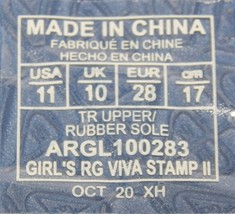 MADE IN CHINA
FABRIQUÉ EN CHINE
HECHO EN CHINA
USA UK EUR cm
11 10 28 17
TR UPPER/
RUBBER SOLE
ARGL100283
GIRL'S RG VIVA STAMP II
OCT 20 XH